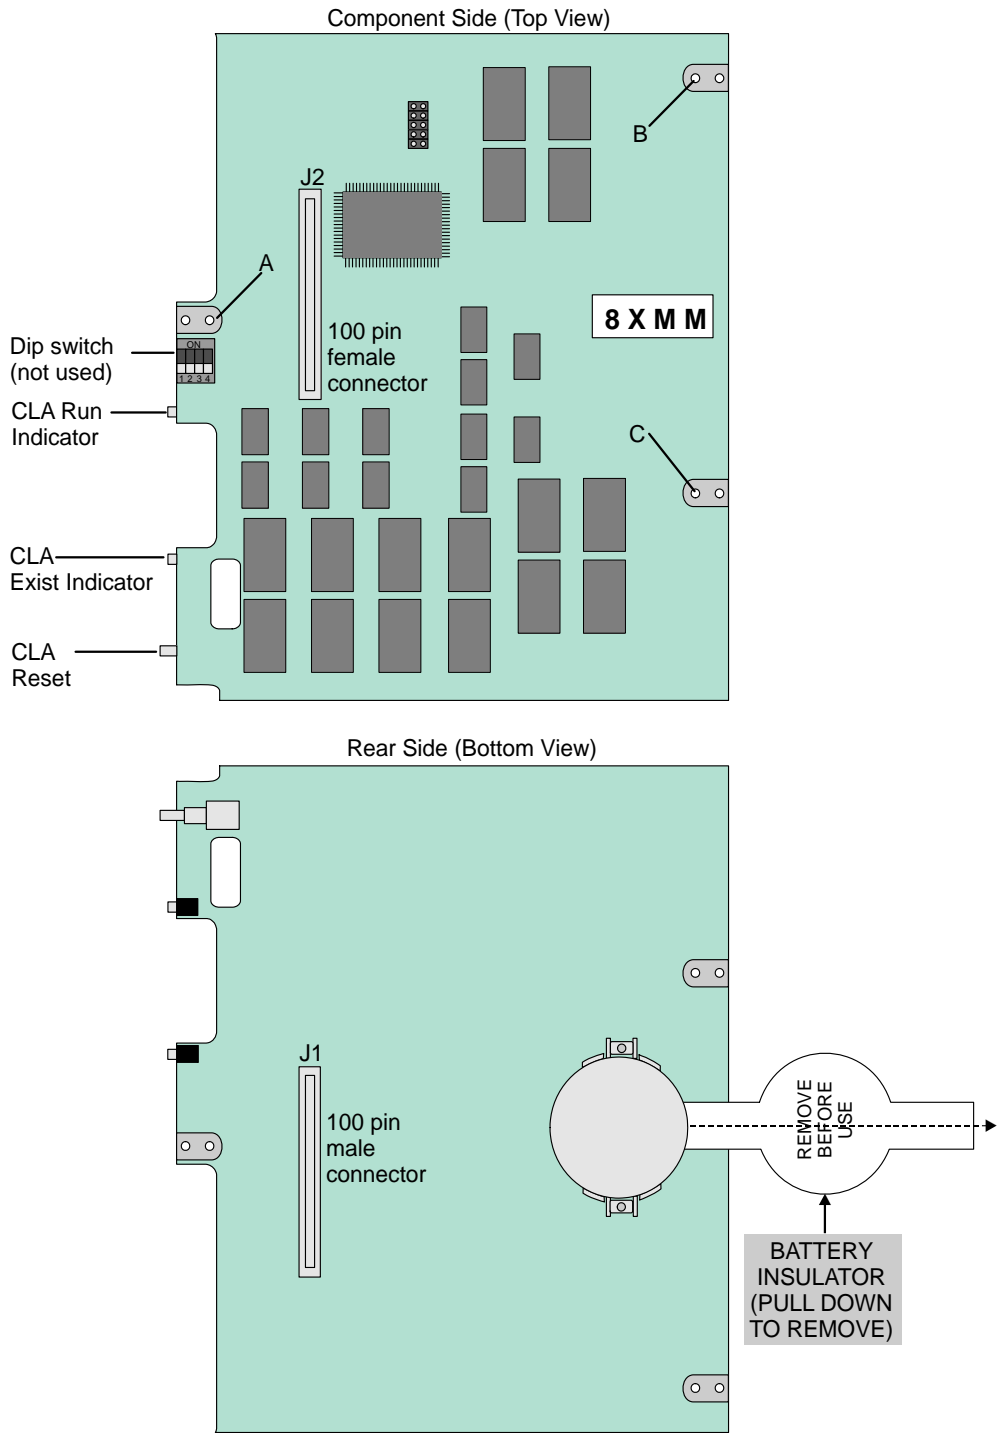 Component Side (Top View)
B
J2
A
8 X M M
100 pin
female
connector
Dip switch
(not used)
ON
1 2 3 4
CLA Run
Indicator
C
CLA
Exist Indicator
CLA
Reset
Rear Side (Bottom View)
J1
100 pin
male
connector
REMOVE
BEFORE
USE
BATTERY
INSULATOR
(PULL DOWN
TO REMOVE)